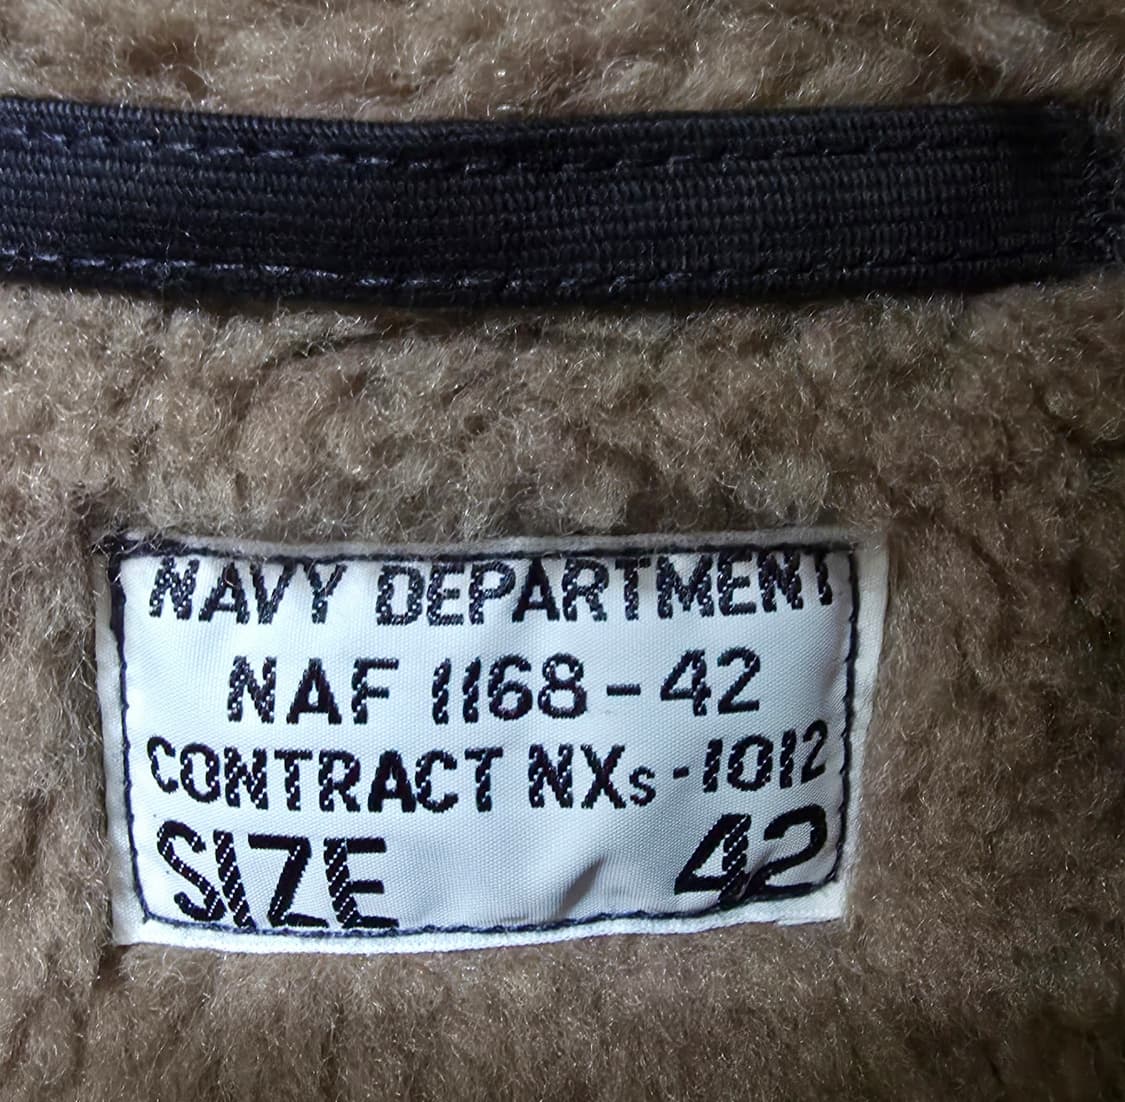 NAVY DEPARTMENT
NAF 1168-42
CONTRACT NXs-1012
SIZE 42